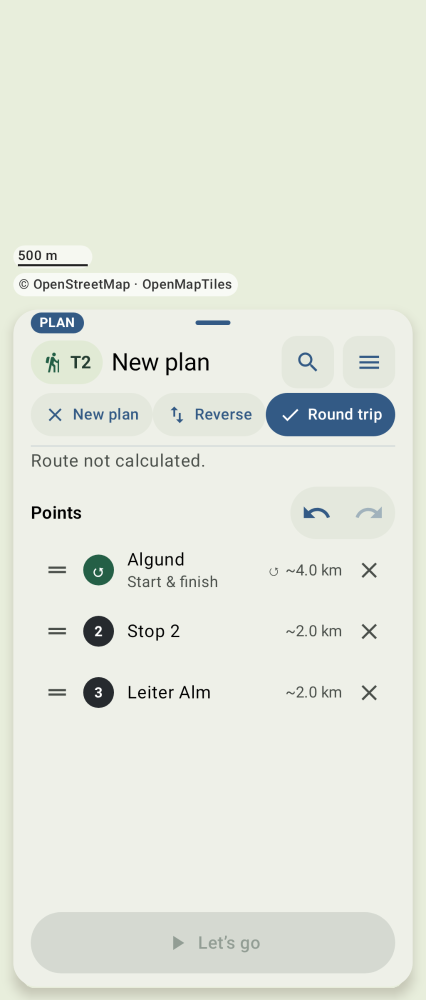 500 m
© OpenStreetMap · OpenMapTiles
PLAN
T2 New plan
New plan Reverse Round trip
Route not calculated.
Points
Algund
Start & finish
↺ ~4.0 km
2 Stop 2 ~2.0 km
3 Leiter Alm ~2.0 km
Let's go